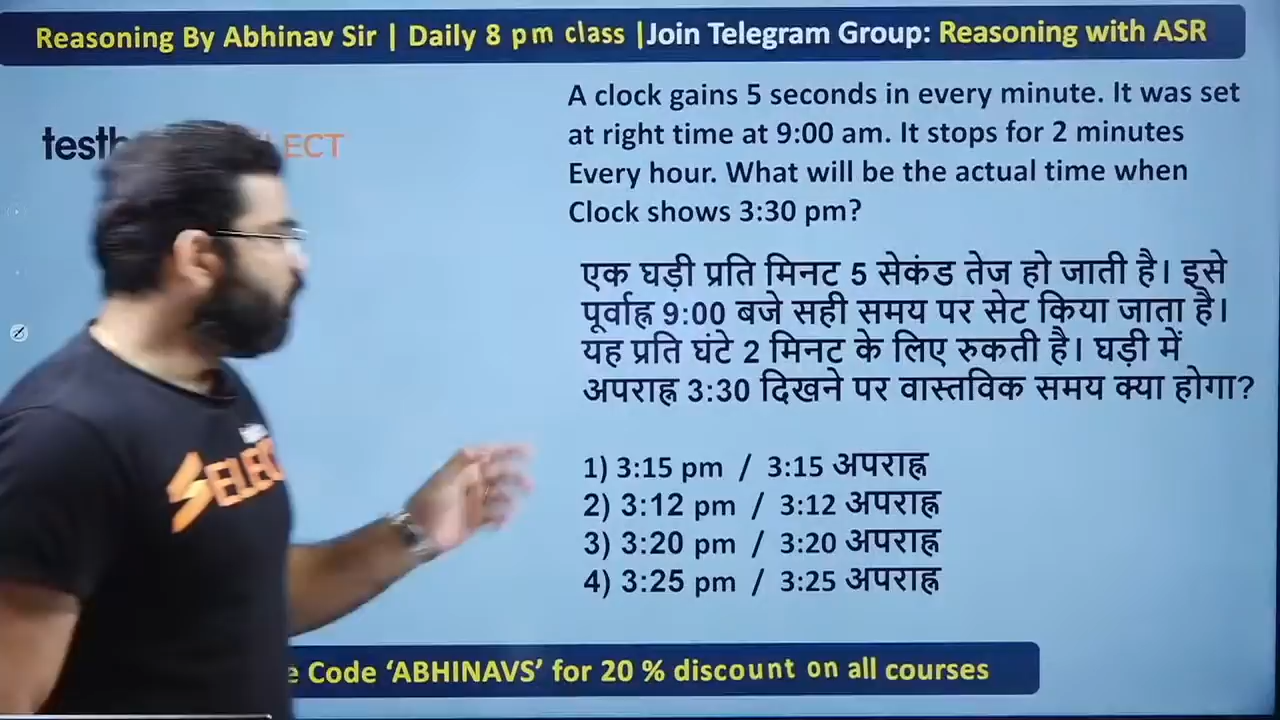 Reasoning By Abhinav Sir | Daily 8 pm class |Join Telegram Group: Reasoning with ASR
A clock gains 5 seconds in every minute. It was set
at right time at 9:00 am. It stops for 2 minutes
Every hour. What will be the actual time when
Clock shows 3:30 pm?
एक घड़ी प्रति मिनट 5 सेकंड तेज हो जाती है। इसे
पूर्वाह्न 9:00 बजे सही समय पर सेट किया जाता है।
यह प्रति घंटे 2 मिनट के लिए रुकती है। घड़ी में
अपराह्न 3:30 दिखने पर वास्तविक समय क्या होगा?
1) 3:15 pm / 3:15 अपराह्न
2) 3:12 pm / 3:12 अपराह्न
3) 3:20 pm / 3:20 अपराह्न
4) 3:25 pm / 3:25 अपराह्न
Code ‘ABHINAVS’ for 20 % discount on all courses